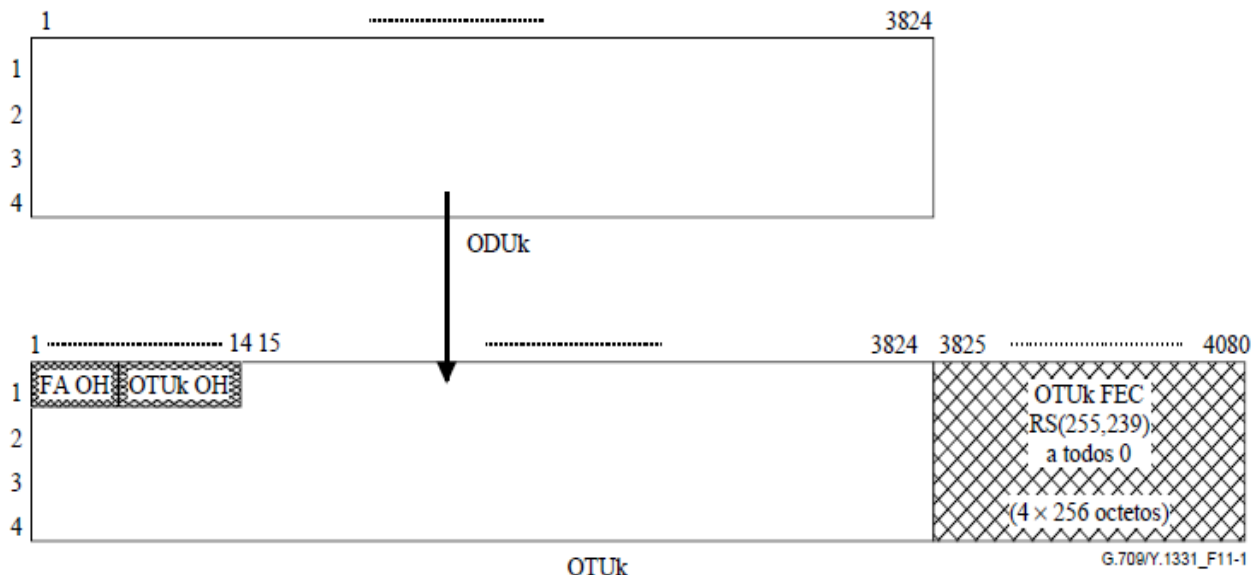 1 3824
1
2
3
4
ODUk
1 14 15 3824 3825 4080
1 FA OH OTUk OH
2
3
4
OTUk FEC
RS(255,239)
a todos 0
(4 × 256 octetos)
OTUk
G.709/Y.1331_F11-1